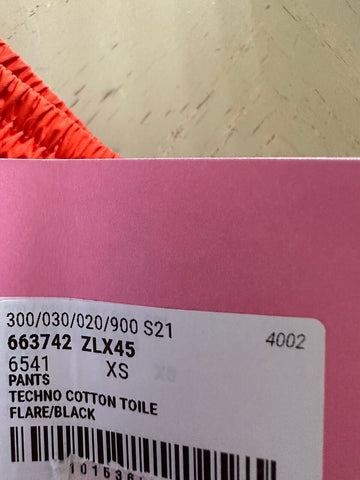 300/030/020/900 S21
4002
663742 ZLX45
6541 XS
PANTS
TECHNO COTTON TOILE
FLARE/BLACK